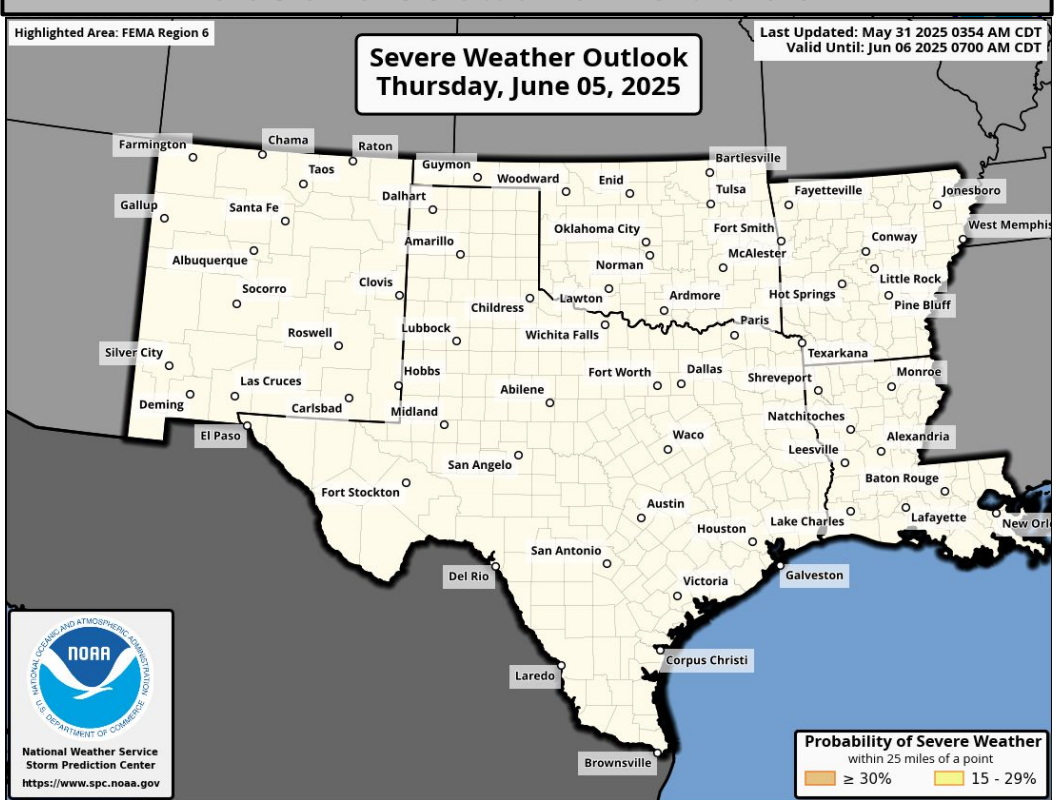 Highlighted Area: FEMA Region 6
Severe Weather Outlook
Thursday, June 05, 2025
Last Updated: May 31 2025 0354 AM CDT
Valid Until: Jun 06 2025 0700 AM CDT
Farmington
Chama
Raton
Taos
Guymon
Woodward
Enid
Bartlesville
Tulsa
Fayetteville
Jonesboro
Gallup
Santa Fe
Dalhart
Oklahoma City
Fort Smith
West Memphis
Albuquerque
Amarillo
Norman
McAlester
Conway
Socorro
Clovis
Childress
Lawton
Ardmore
Hot Springs
Little Rock
Pine Bluff
Roswell
Lubbock
Wichita Falls
Paris
Texarkana
Silver City
Las Cruces
Hobbs
Fort Worth
Dallas
Shreveport
Monroe
Deming
Carlsbad
Midland
Abilene
Natchitoches
El Paso
San Angelo
Waco
Leesville
Alexandria
Fort Stockton
Austin
Baton Rouge
Houston
Lake Charles
Lafayette
New Orl
Del Rio
San Antonio
Victoria
Galveston
Laredo
Corpus Christi
Brownsville
NATIONAL OCEANIC AND ATMOSPHERIC ADMINISTRATION
NOAA
U.S. DEPARTMENT OF COMMERCE
National Weather Service
Storm Prediction Center
https://www.spc.noaa.gov
Probability of Severe Weather
within 25 miles of a point
≥ 30%
15 - 29%